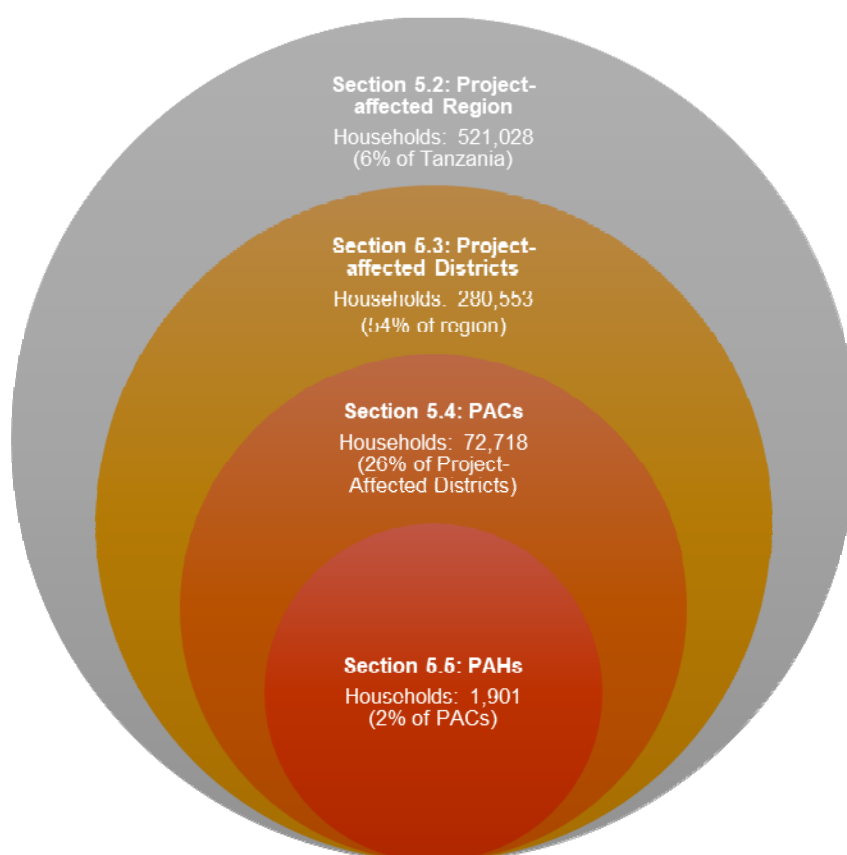 Section 5.2: Project-
affected Region
Households: 521,028
(6% of Tanzania)
Section 5.3: Project-
affected Districts
Households: 280,553
(54% of region)
Section 5.4: PACs
Households: 72,718
(26% of Project-
Affected Districts)
Section 5.5: PAHs
Households: 1,901
(2% of PACs)